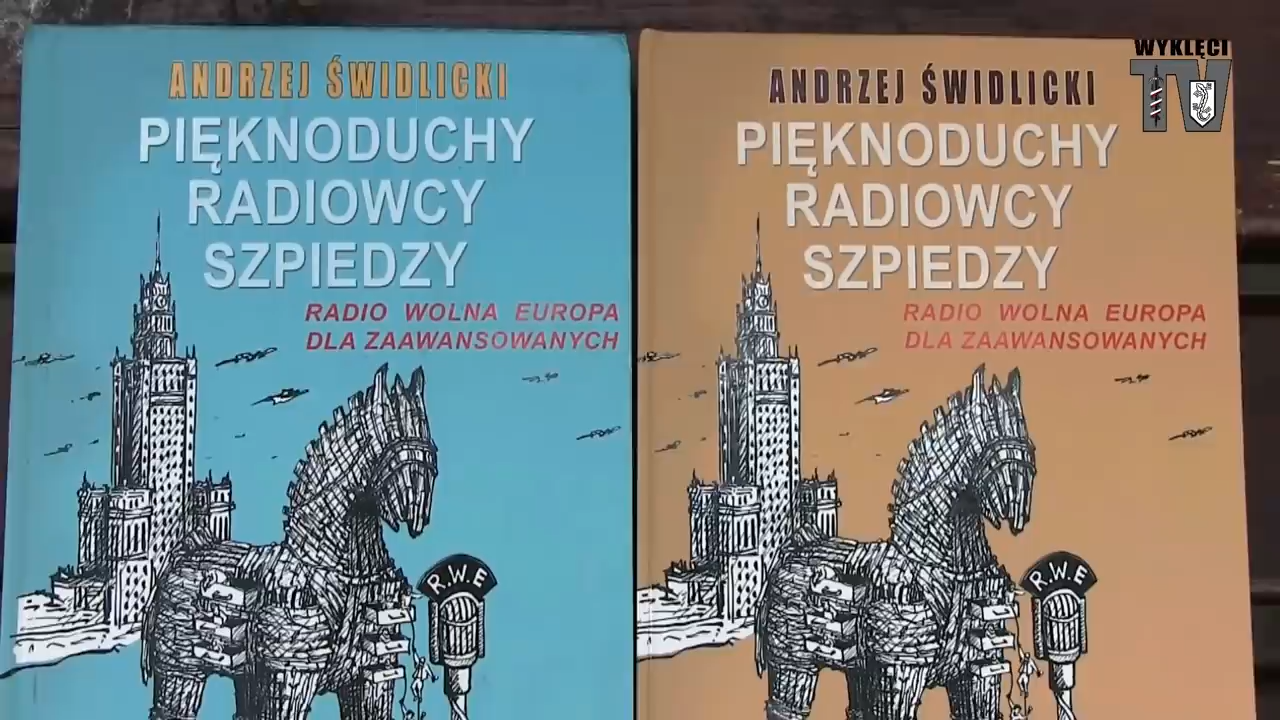 ANDRZEJ ŚWIDLICKI
PIĘKNODUCHY
RADIOWCY
SZPIEDZY
RADIO WOLNA EUROPA
DLA ZAAWANSOWANYCH
R.W.E
ANDRZEJ ŚWIDLICKI
PIĘKNODUCHY
RADIOWCY
SZPIEDZY
RADIO WOLNA EUROPA
DLA ZAAWANSOWANYCH
R.W.E
WYKLĘCI
TV